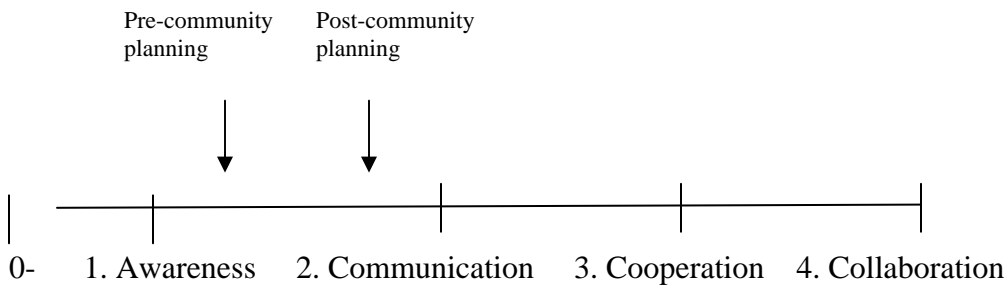 Pre-community
planning
Post-community
planning
0-
1. Awareness
2. Communication
3. Cooperation
4. Collaboration